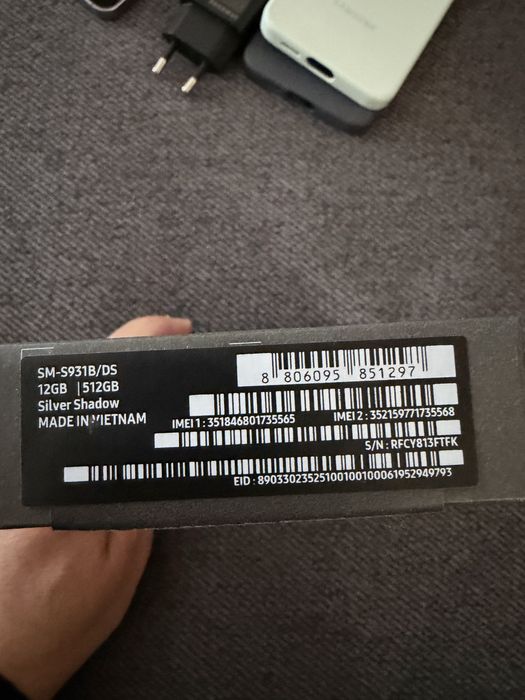 SM-S931B/DS
12GB | 512GB
Silver Shadow
MADE IN VIETNAM
8 806095 851297
IMEI 1 : 351846801735565
IMEI 2 : 352159771735568
S/N : RFCY813FTFK
EID : 89033023525100100100061952949793